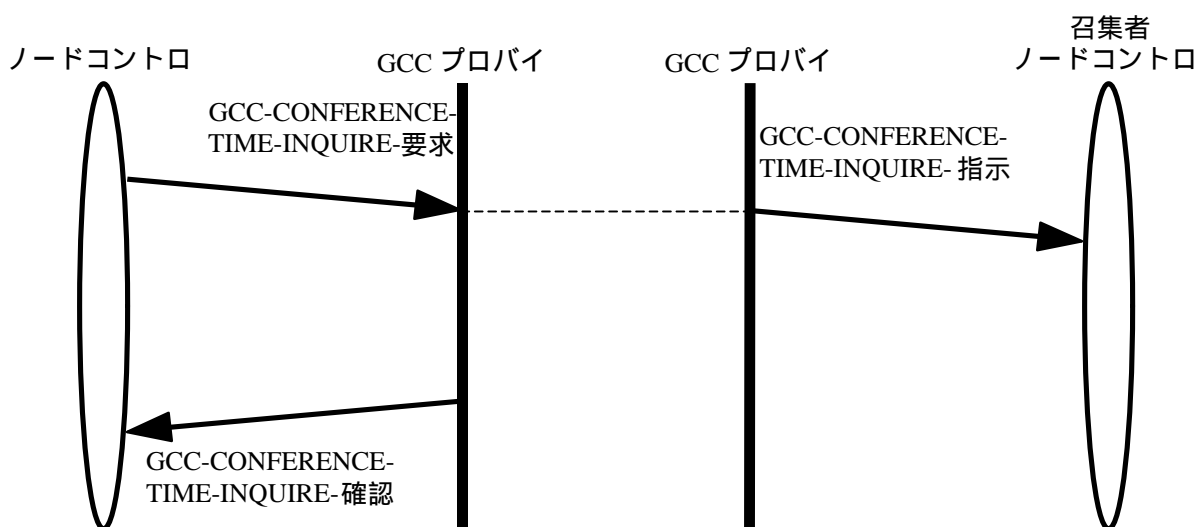 召集者
ノードコントロ
GCC プロバイ
GCC プロバイ
ノードコントロ
GCC-CONFERENCE-
TIME-INQUIRE-要求
GCC-CONFERENCE-
TIME-INQUIRE- 指示
GCC-CONFERENCE-
TIME-INQUIRE-確認